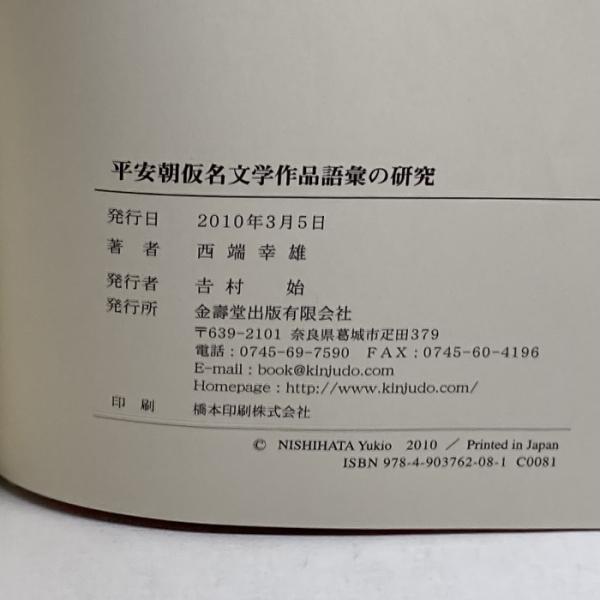 平安朝仮名文学作品語彙の研究
発行日 2010年3月5日
著者 西端幸雄
発行者 𠮷村 始
発行所 金壽堂出版有限会社
〒639-2101 奈良県葛城市疋田379
電話：0745-69-7590 FAX：0745-60-4196
E-mail：book@kinjudo.com
Homepage：http://www.kinjudo.com/
印刷 橋本印刷株式会社
© NISHIHATA Yukio 2010 ／ Printed in Japan
ISBN 978-4-903762-08-1 C0081